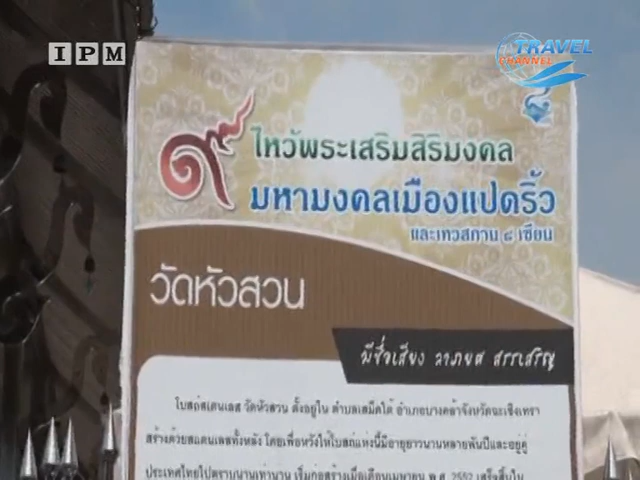 IPM
TRAVEL
CHANNEL
๙ ไหว้พระเสริมสิริมงคล
มหามงคลเมืองแปดริ้ว
และเทวสถาน ๘ เซียน
วัดหัวสวน
มีชื่อเสียง ลาภยศ สรรเสริญ
โบสถ์สเตนเลส วัดหัวสวน ตั้งอยู่ใน ตำบลเสม็ดใต้ อำเภอบางคล้าจังหวัดฉะเชิงเทรา
สร้างด้วยสแตนเลสทั้งหลัง โดยเพื่อหวังให้โบสถ์แห่งนี้มีอายุยาวนานหลายพันปีและอยู่คู่
ประเทศไทยไปตราบนานเท่านาน เริ่มก่อสร้างเมื่อเดือนเมษายน พ.ศ. 2552 เสร็จสิ้นใน